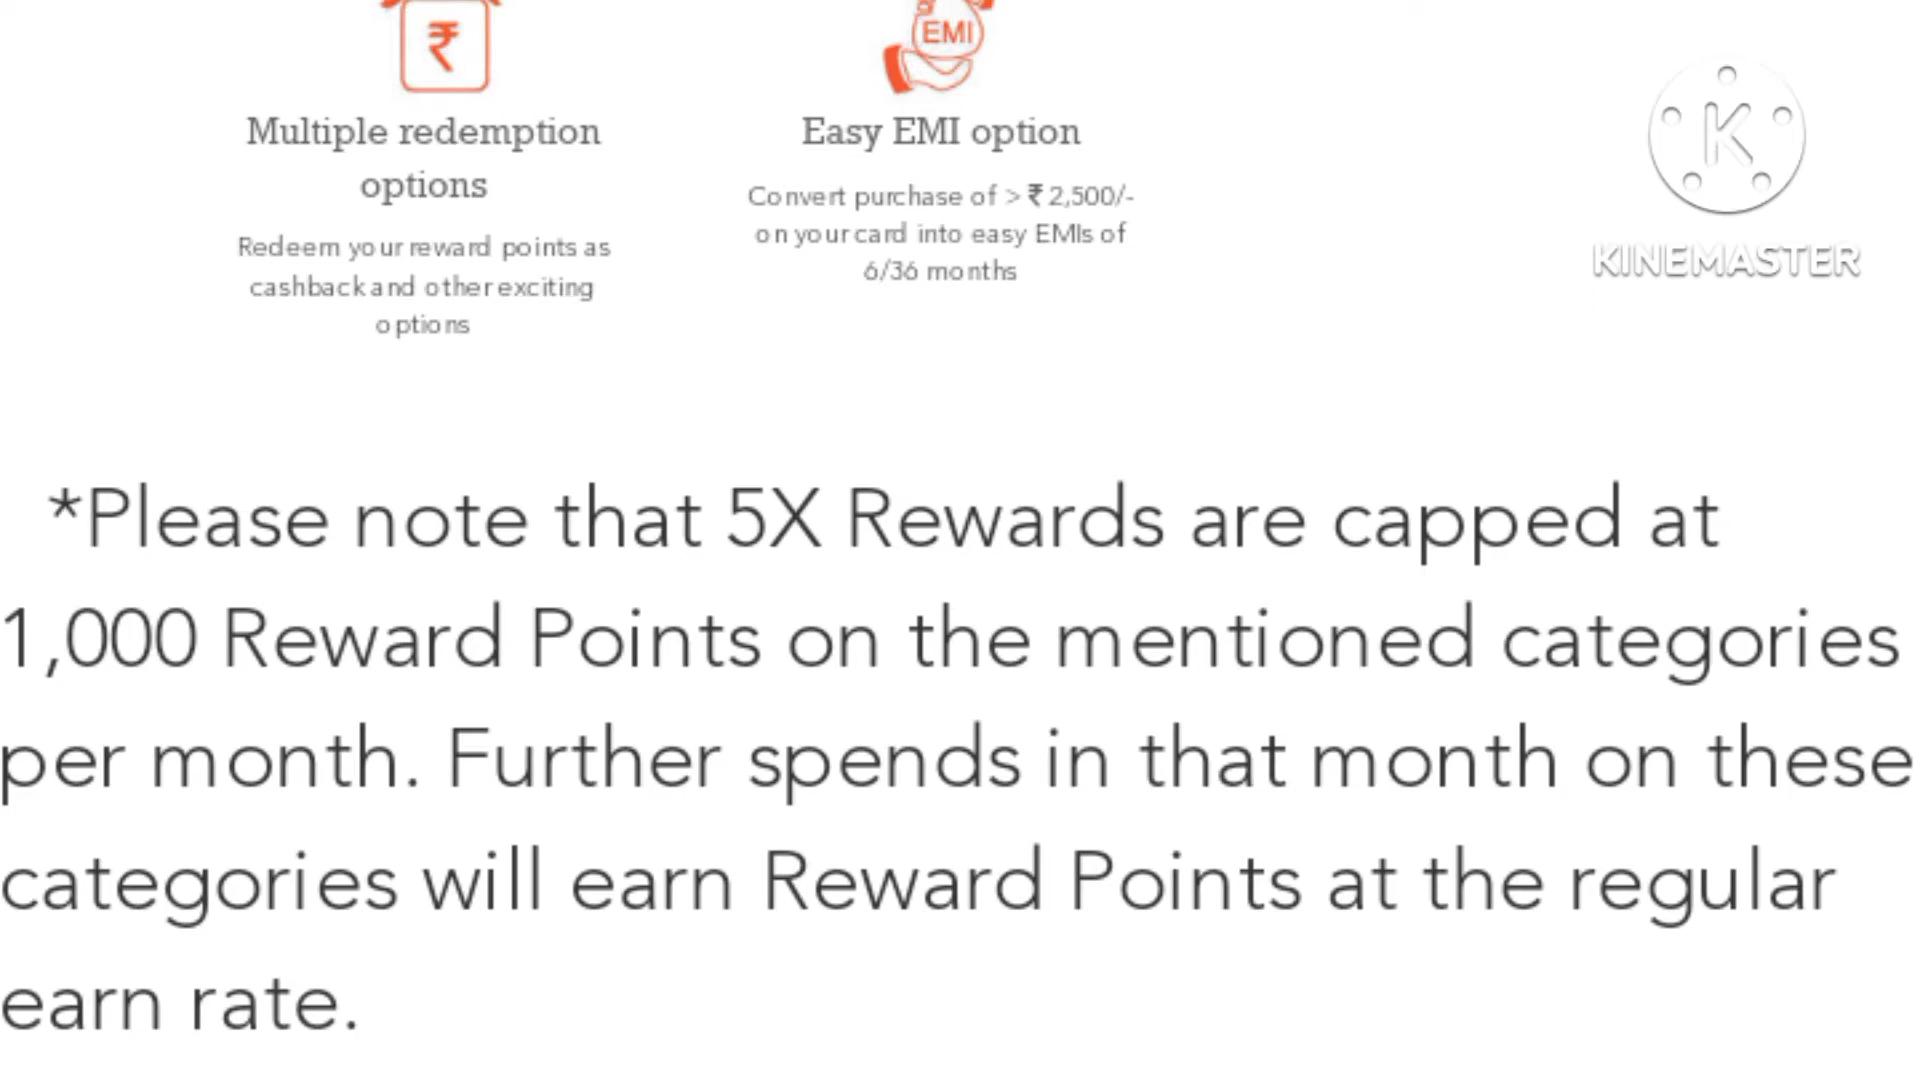 ₹
EMI
Multiple redemption
options
Redeem your reward points as
cashback and other exciting
options
Easy EMI option
Convert purchase of > ₹ 2,500/-
on your card into easy EMIs of
6/36 months
K
KINEMASTER
*Please note that 5X Rewards are capped at
1,000 Reward Points on the mentioned categories
per month. Further spends in that month on these
categories will earn Reward Points at the regular
earn rate.